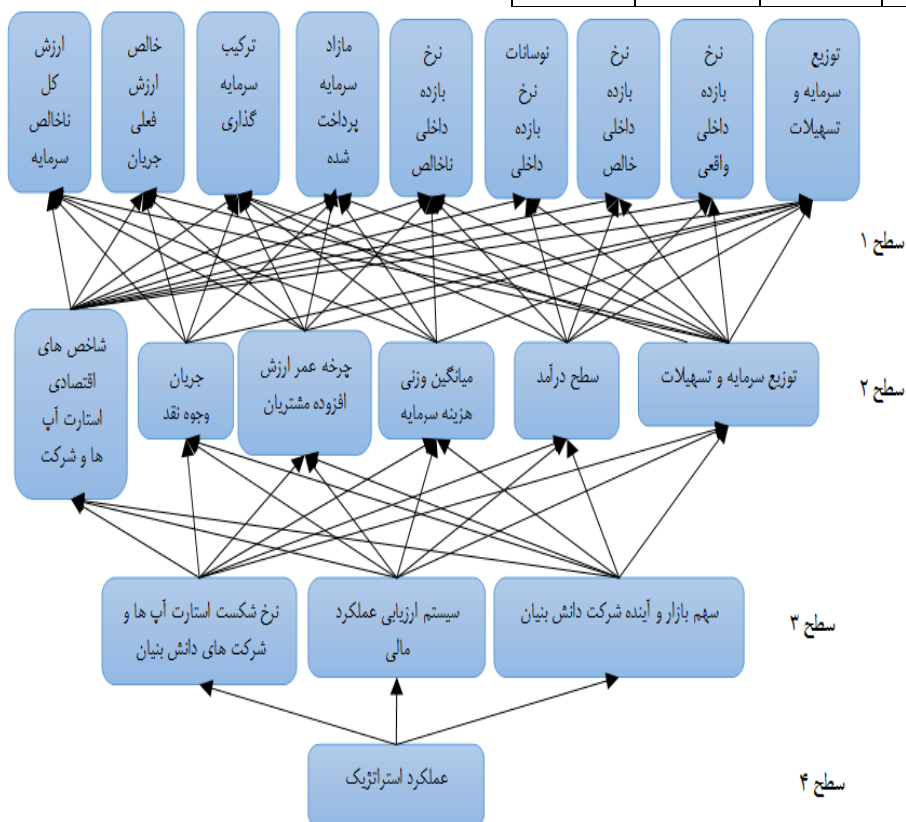 توزیع
سرمایه و
تسهیلات
نرخ
بازده
داخلی
واقعی
نرخ
بازده
داخلی
خالص
نوسانات
نرخ
بازده
داخلی
نرخ
بازده
داخلی
ناخالص
مازاد
سرمایه
پرداخت
شده
ترکیب
سرمایه
گذاری
خالص
ارزش
فعلی
جریان
ارزش
کل
ناخالص
سرمایه
سطح ۱
سطح ۲
توزیع سرمایه و تسهیلات
سطح درآمد
میانگین وزنی
هزینه سرمایه
چرخه عمر ارزش
افزوده مشتریان
جریان
وجوه نقد
شاخص های
اقتصادی
استارت آپ
ها و شرکت
سطح ۳
سهم بازار و آینده شرکت دانش بنیان
سیستم ارزیابی عملکرد
مالی
نرخ شکست استارت آپ ها و
شرکت های دانش بنیان
سطح ۴
عملکرد استراتژیک